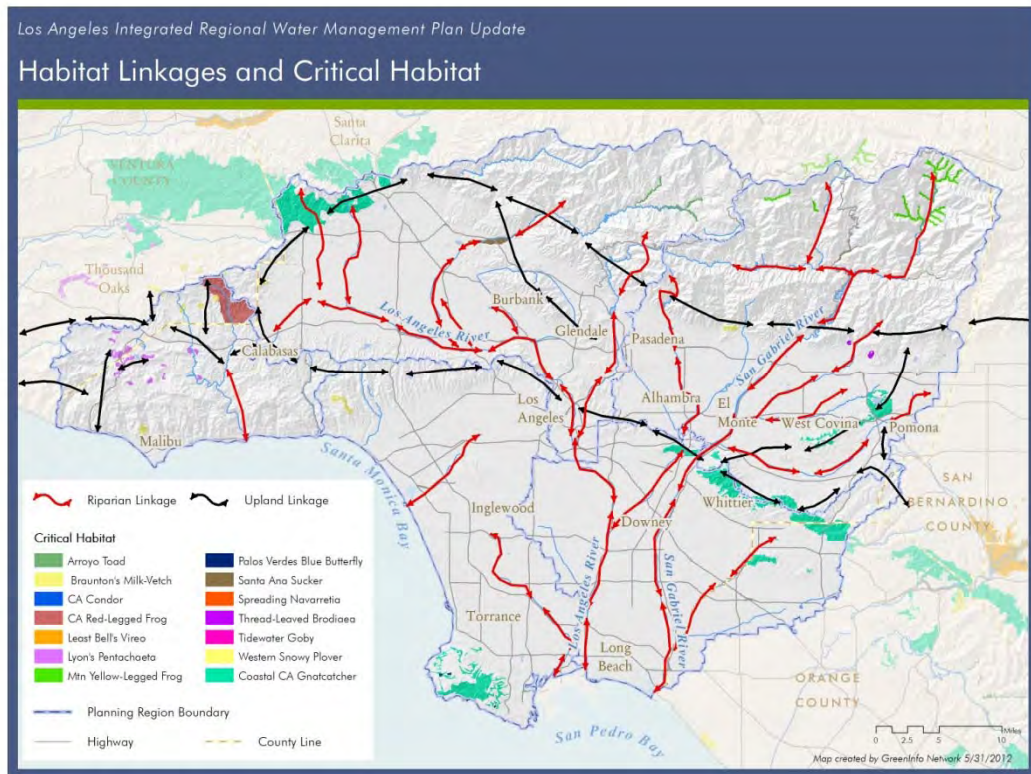 Los Angeles Integrated Regional Water Management Plan Update
Habitat Linkages and Critical Habitat
Santa
Clarita
VENTURA
COUNTY
Thousand
Oaks
Burbank
Los Angeles River
Glendale
Pasadena
San Gabriel River
Calabasas
Alhambra
El
Monte
West Covina
Los
Angeles
Pomona
Malibu
Santa Monica Bay
SAN
BERNARDINO
COUNTY
Whittier
Inglewood
Downey
Los Angeles River
San Gabriel River
Torrance
Long
Beach
ORANGE
COUNTY
San Pedro Bay
Riparian Linkage
Upland Linkage
Critical Habitat
Arroyo Toad
Braunton's Milk-Vetch
CA Condor
CA Red-Legged Frog
Least Bell's Vireo
Lyon's Pentachaeta
Mtn Yellow-Legged Frog
Palos Verdes Blue Butterfly
Santa Ana Sucker
Spreading Navarretia
Thread-Leaved Brodiaea
Tidewater Goby
Western Snowy Plover
Coastal CA Gnatcatcher
Planning Region Boundary
Highway
County Line
Miles
0 2.5 5 10
Map created by GreenInfo Network 5/31/2012